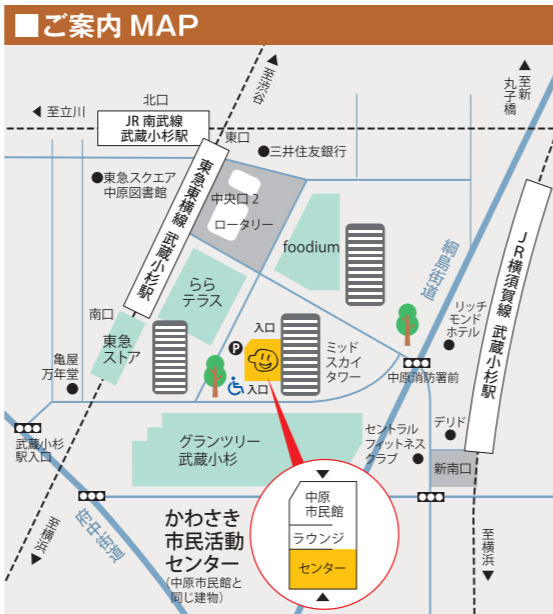 ■ご案内 MAP
至渋谷
至新
丸子橋
北口
至立川
JR 南武線
武蔵小杉駅
東口
三井住友銀行
東急スクエア
中原図書館
東急東横線 武蔵小杉駅
中央口 2
ロータリー
foodium
綱島街道
JR横須賀線 武蔵小杉駅
らら
テラス
南口
東急
ストア
リッチ
モンド
ホテル
入口
P
ミッド
スカイ
タワー
亀屋
万年堂
入口
中原消防署前
武蔵小杉
駅入口
グランツリー
武蔵小杉
セントラル
フィットネス
クラブ
デリド
新南口
至横浜
府中街道
かわさき
市民活動
センター
(中原市民館と
同じ建物)
中原
市民館
ラウンジ
センター
至横浜